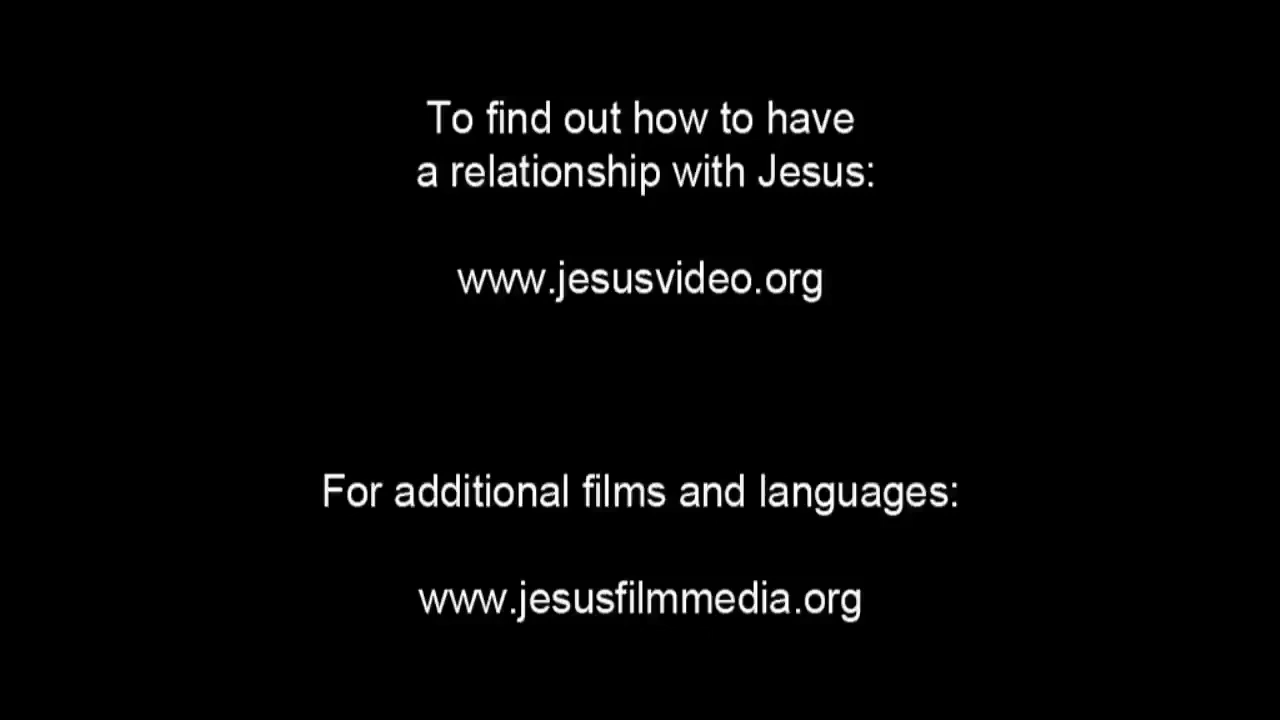 To find out how to have
a relationship with Jesus:
www.jesusvideo.org
For additional films and languages:
www.jesusfilmmedia.org